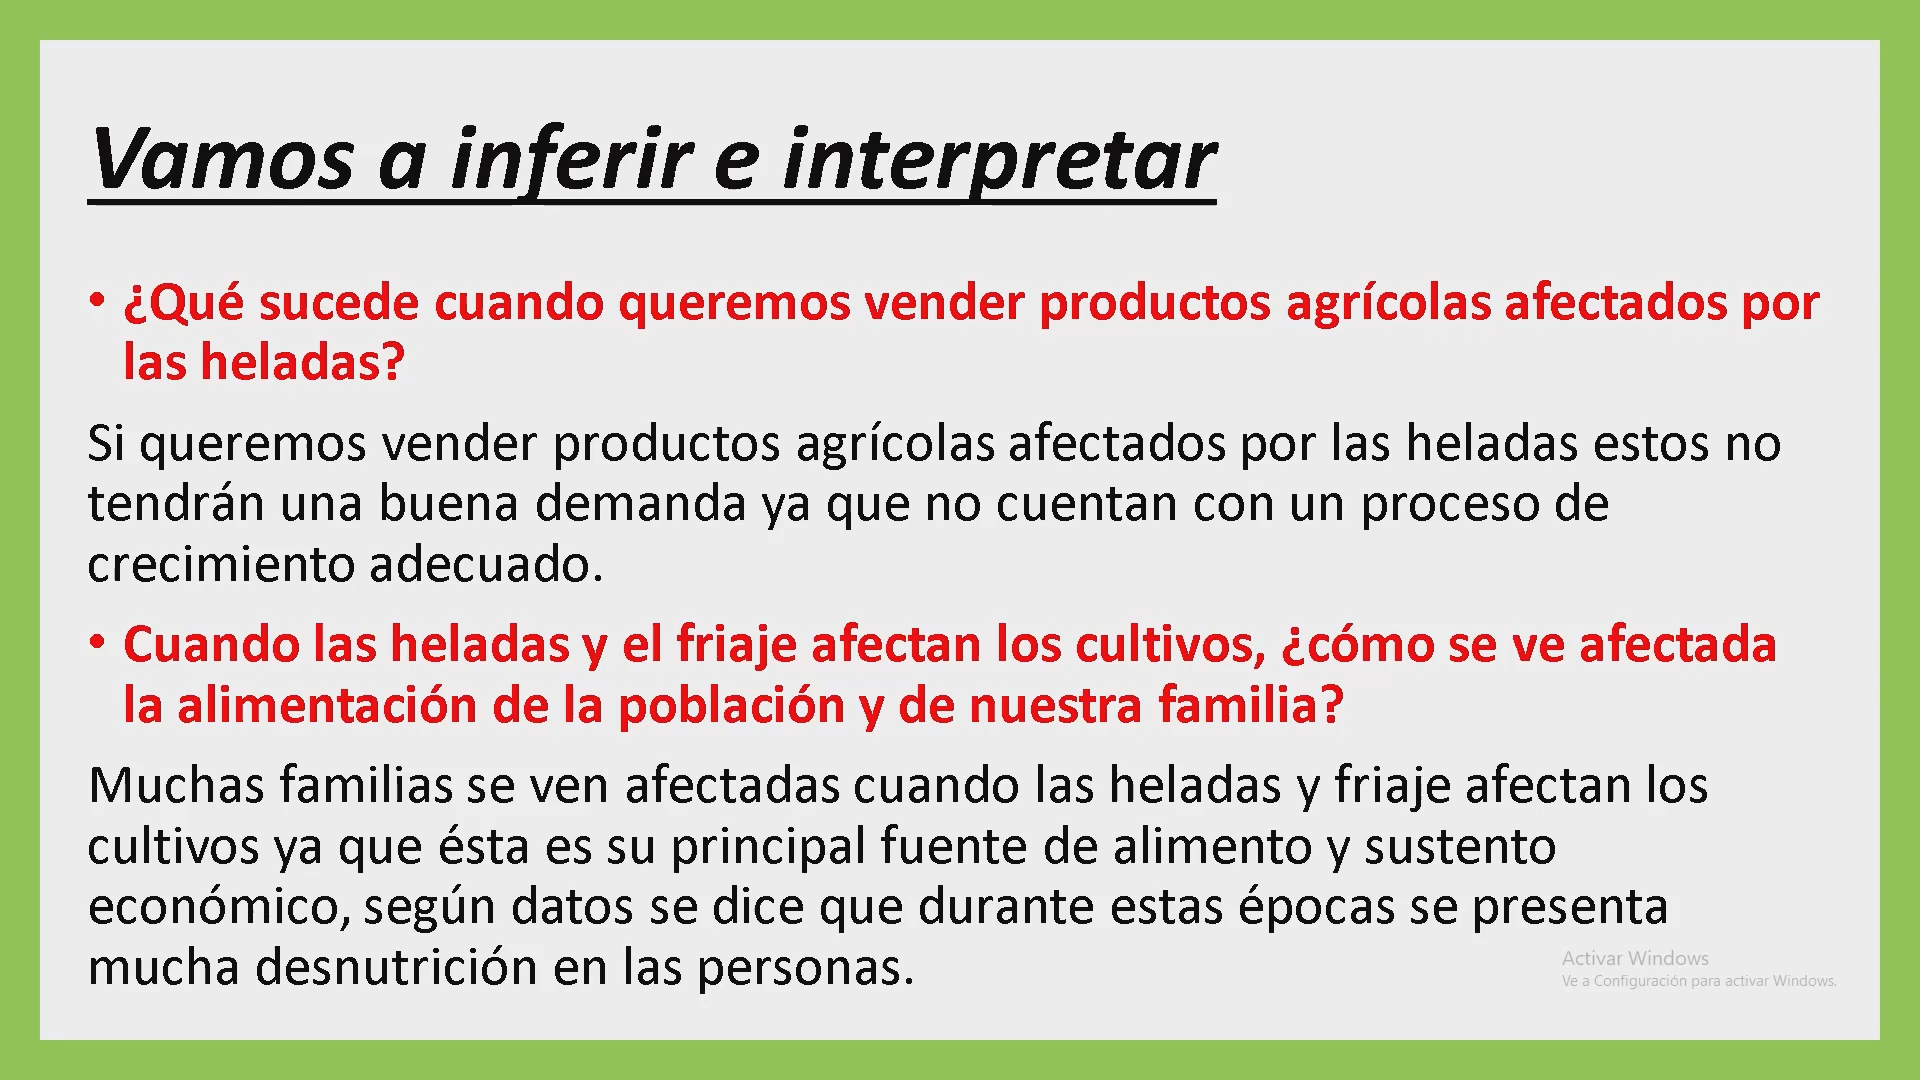 Vamos a inferir e interpretar
• ¿Qué sucede cuando queremos vender productos agrícolas afectados por
las heladas?
Si queremos vender productos agrícolas afectados por las heladas estos no
tendrán una buena demanda ya que no cuentan con un proceso de
crecimiento adecuado.
• Cuando las heladas y el friaje afectan los cultivos, ¿cómo se ve afectada
la alimentación de la población y de nuestra familia?
Muchas familias se ven afectadas cuando las heladas y friaje afectan los
cultivos ya que ésta es su principal fuente de alimento y sustento
económico, según datos se dice que durante estas épocas se presenta
mucha desnutrición en las personas.
Activar Windows
Ve a Configuración para activar Windows.